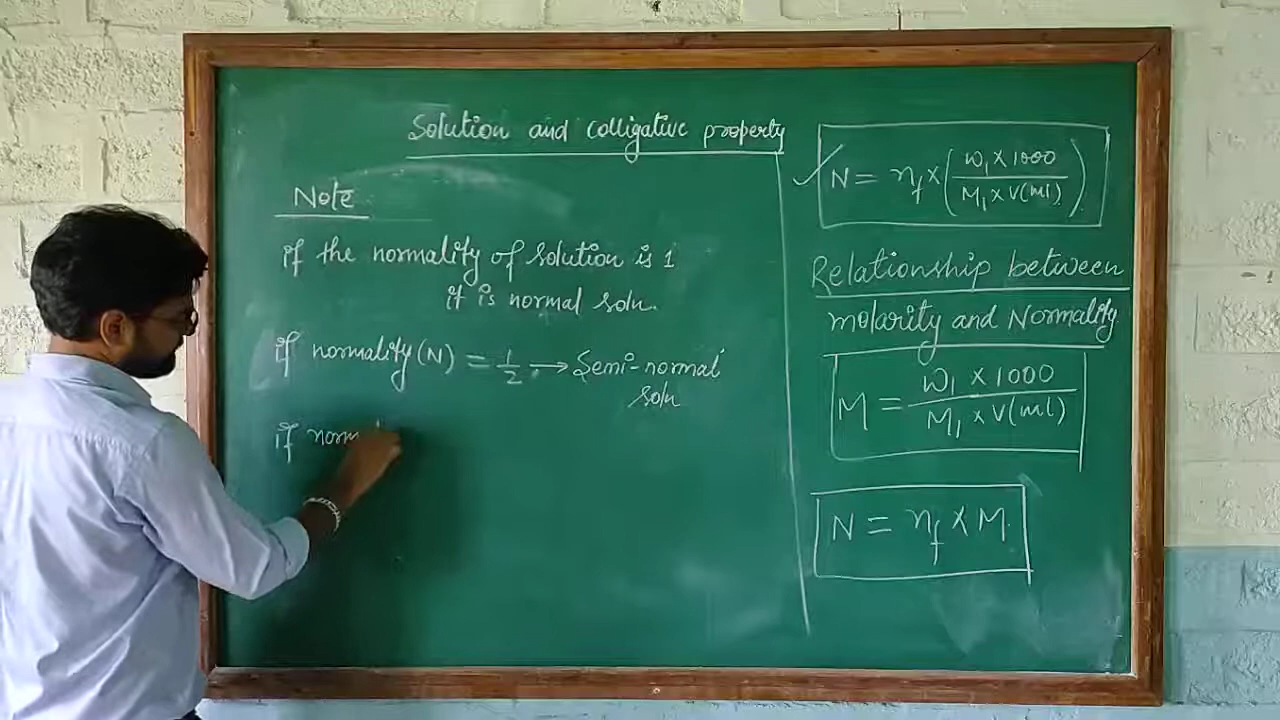 Solution and colligative property
Note
if the normality of solution is 1
it is normal soln.
if normality (N) = 1/2 → Semi-normal
soln
if norm
N = nf × (W1 × 1000 / M1 × V(ml))
Relationship between
molarity and Normality
M = W1 × 1000 / M1 × V(ml)
N = nf × M